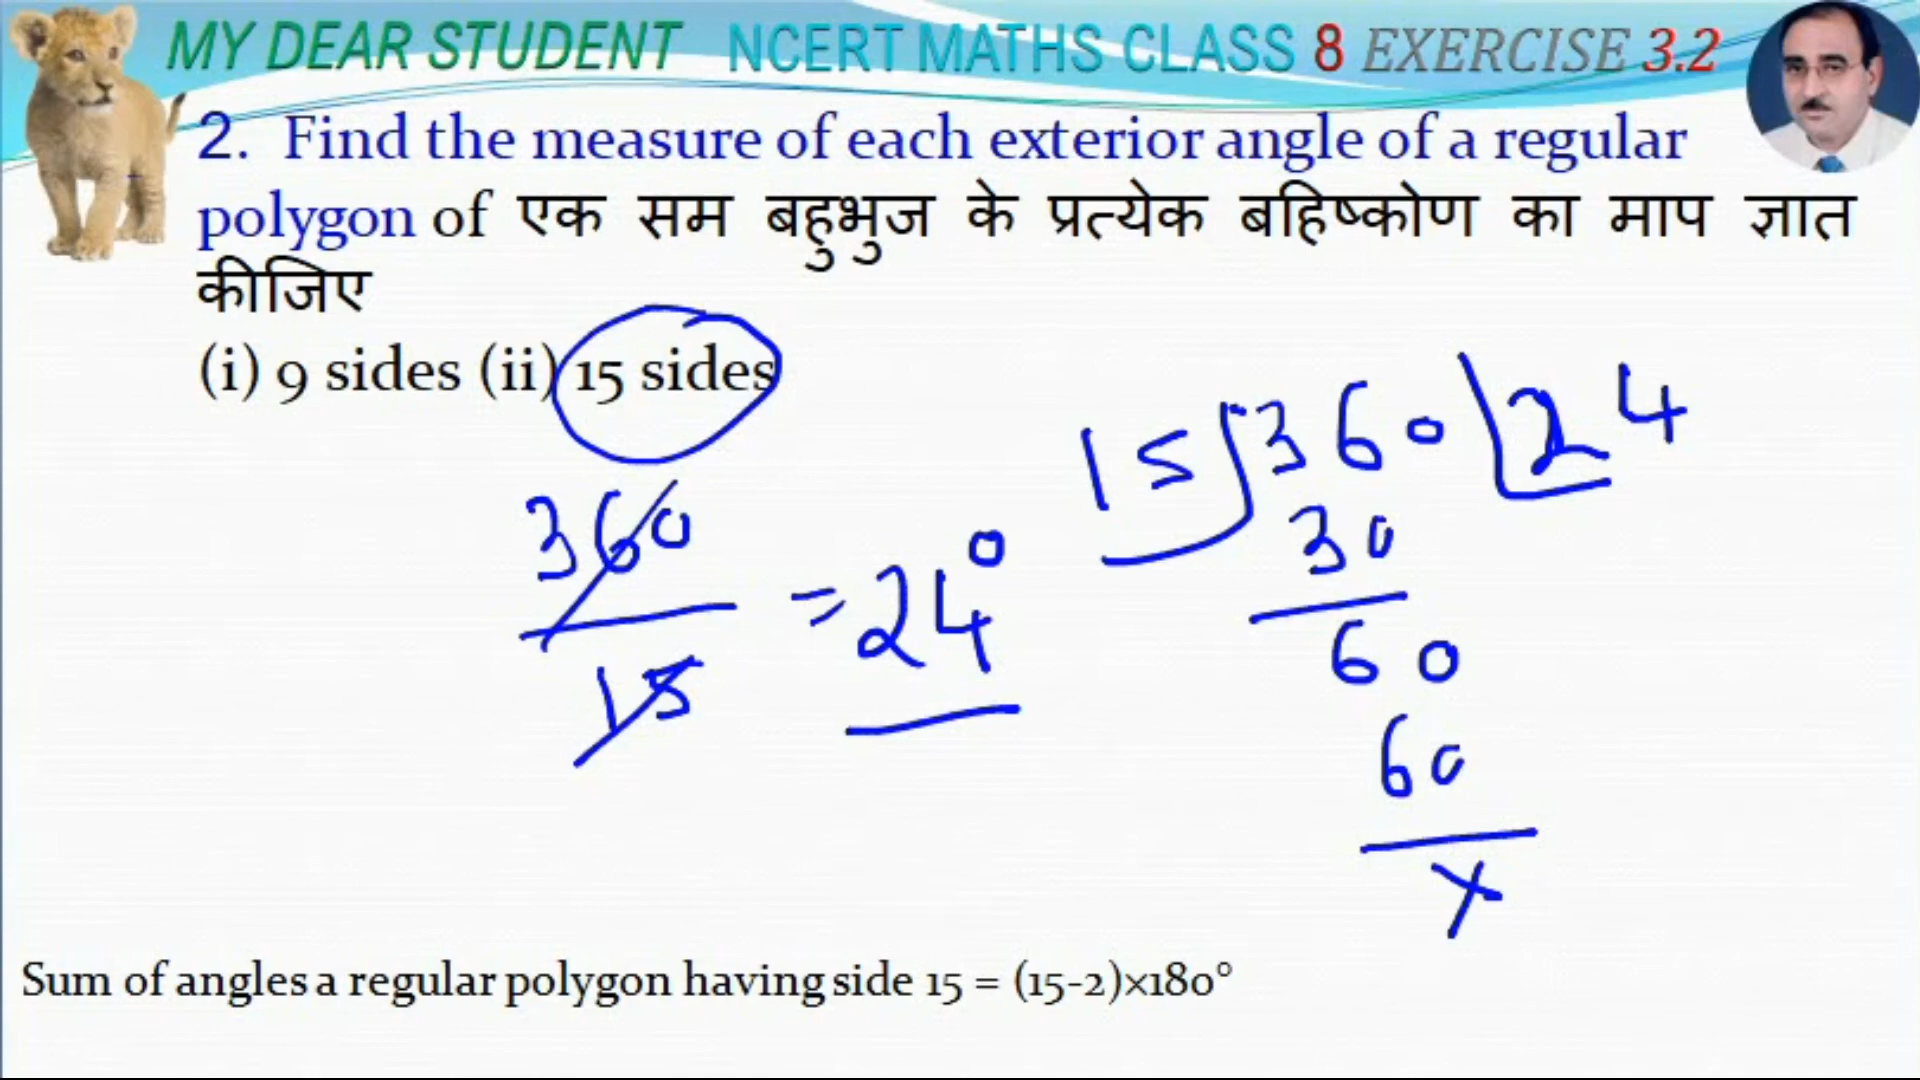 MY DEAR STUDENT NCERT MATHS CLASS 8 EXERCISE 3.2
2. Find the measure of each exterior angle of a regular
polygon of एक सम बहुभुज के प्रत्येक बहिष्कोण का माप ज्ञात
कीजिए
(i) 9 sides (ii) 15 sides
360
15
= 24°
15)360 24
30
60
60
x
Sum of angles a regular polygon having side 15 = (15-2)×180°